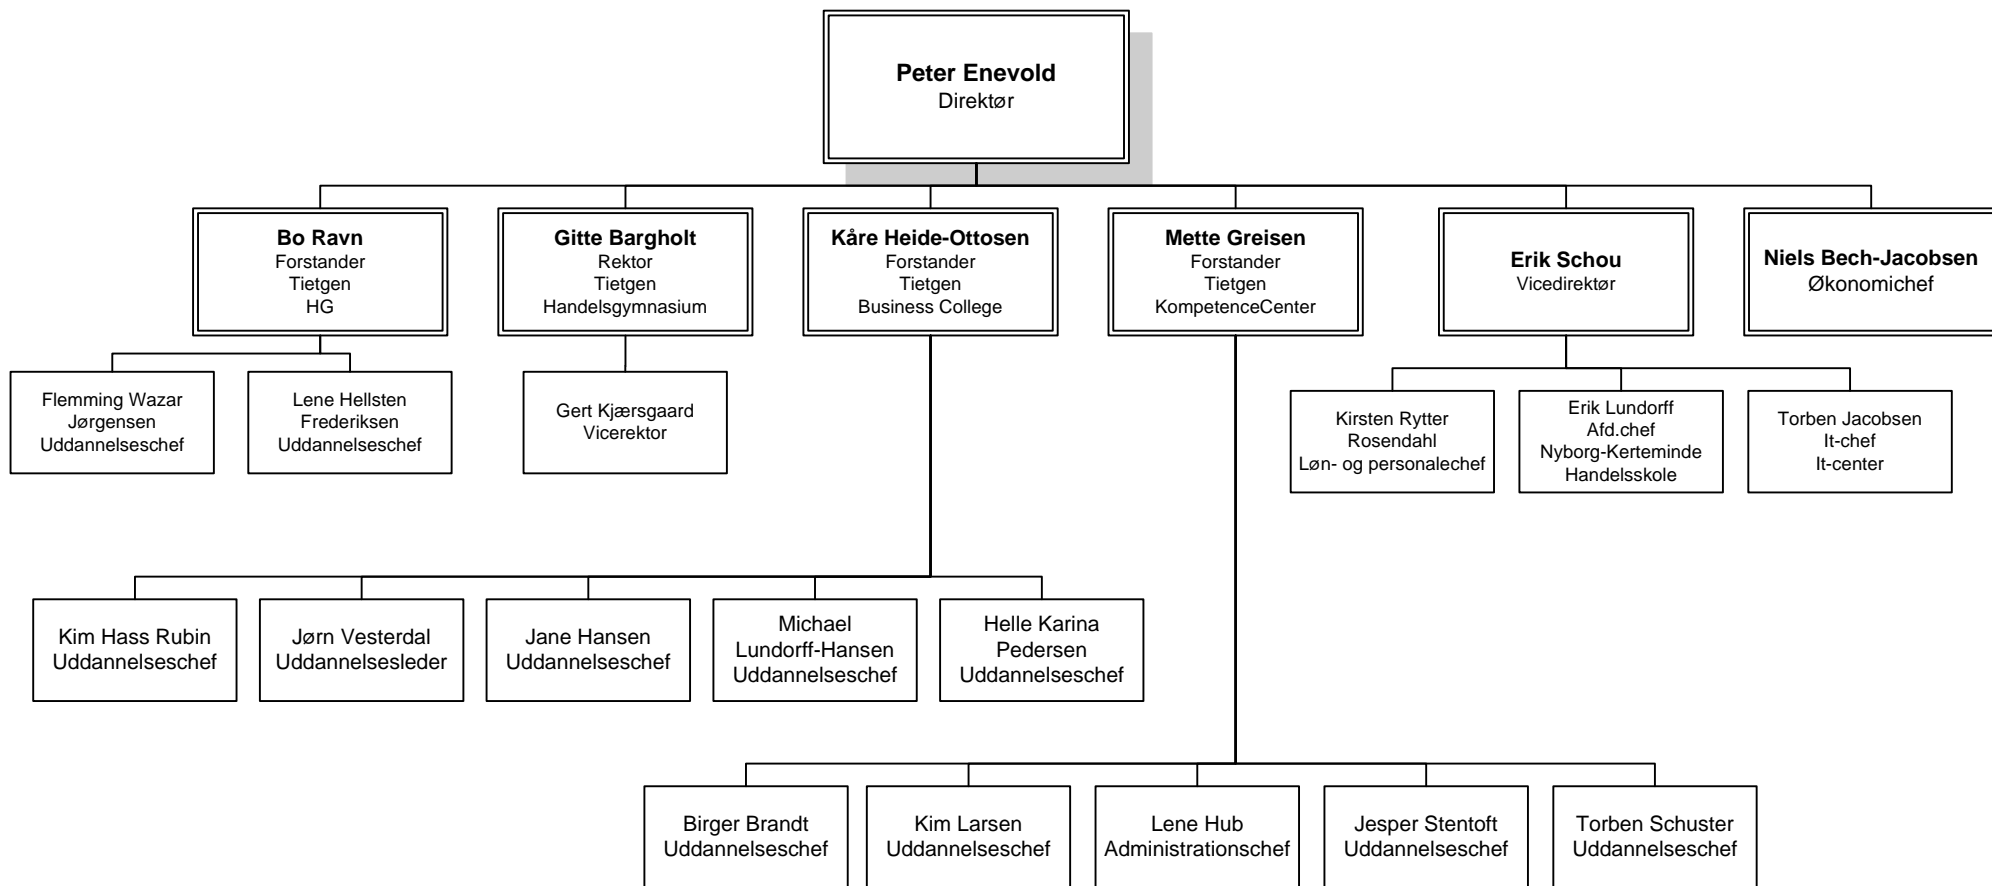 Peter Enevold
Direktør
Bo Ravn
Forstander
Tietgen
HG
Gitte Bargholt
Rektor
Tietgen
Handelsgymnasium
Kåre Heide-Ottosen
Forstander
Tietgen
Business College
Mette Greisen
Forstander
Tietgen
KompetenceCenter
Erik Schou
Vicedirektør
Niels Bech-Jacobsen
Økonomichef
Flemming Wazar
Jørgensen
Uddannelseschef
Lene Hellsten
Frederiksen
Uddannelseschef
Gert Kjærsgaard
Vicerektor
Kirsten Rytter
Rosendahl
Løn- og personalechef
Erik Lundorff
Afd.chef
Nyborg-Kerteminde
Handelsskole
Torben Jacobsen
It-chef
It-center
Kim Hass Rubin
Uddannelseschef
Jørn Vesterdal
Uddannelsesleder
Jane Hansen
Uddannelseschef
Michael
Lundorff-Hansen
Uddannelseschef
Helle Karina
Pedersen
Uddannelseschef
Birger Brandt
Uddannelseschef
Kim Larsen
Uddannelseschef
Lene Hub
Administrationschef
Jesper Stentoft
Uddannelseschef
Torben Schuster
Uddannelseschef